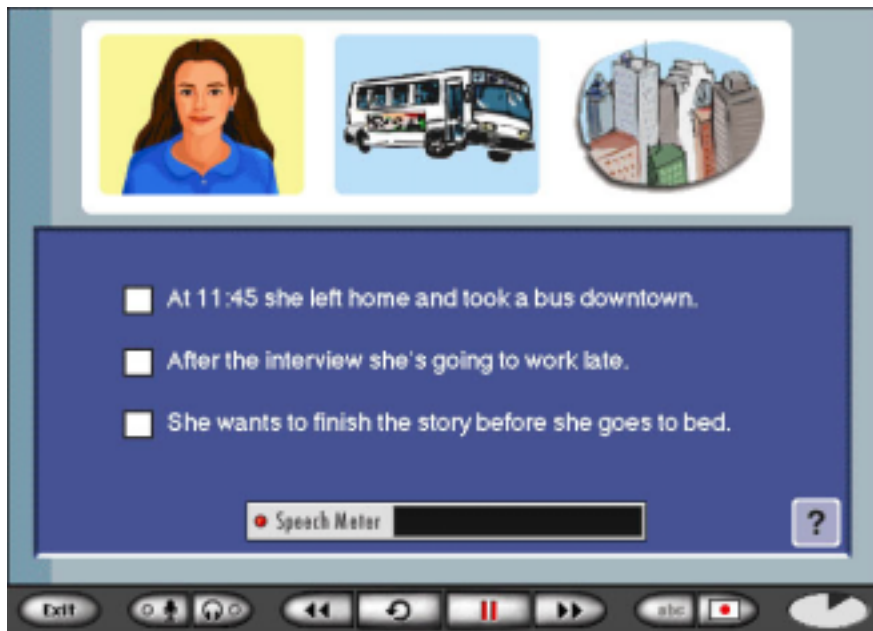 At 11:45 she left home and took a bus downtown.
After the interview she's going to work late.
She wants to finish the story before she goes to bed.
Speech Meter
?
Exit
abc